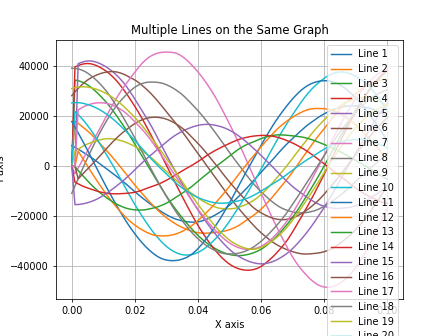 Multiple Lines on the Same Graph
40000
20000
0
−20000
−40000
0.00
0.02
0.04
0.06
0.08
X axis
axis
Line 1
Line 2
Line 3
Line 4
Line 5
Line 6
Line 7
Line 8
Line 9
Line 10
Line 11
Line 12
Line 13
Line 14
Line 15
Line 16
Line 17
Line 18
Line 19
Line 20